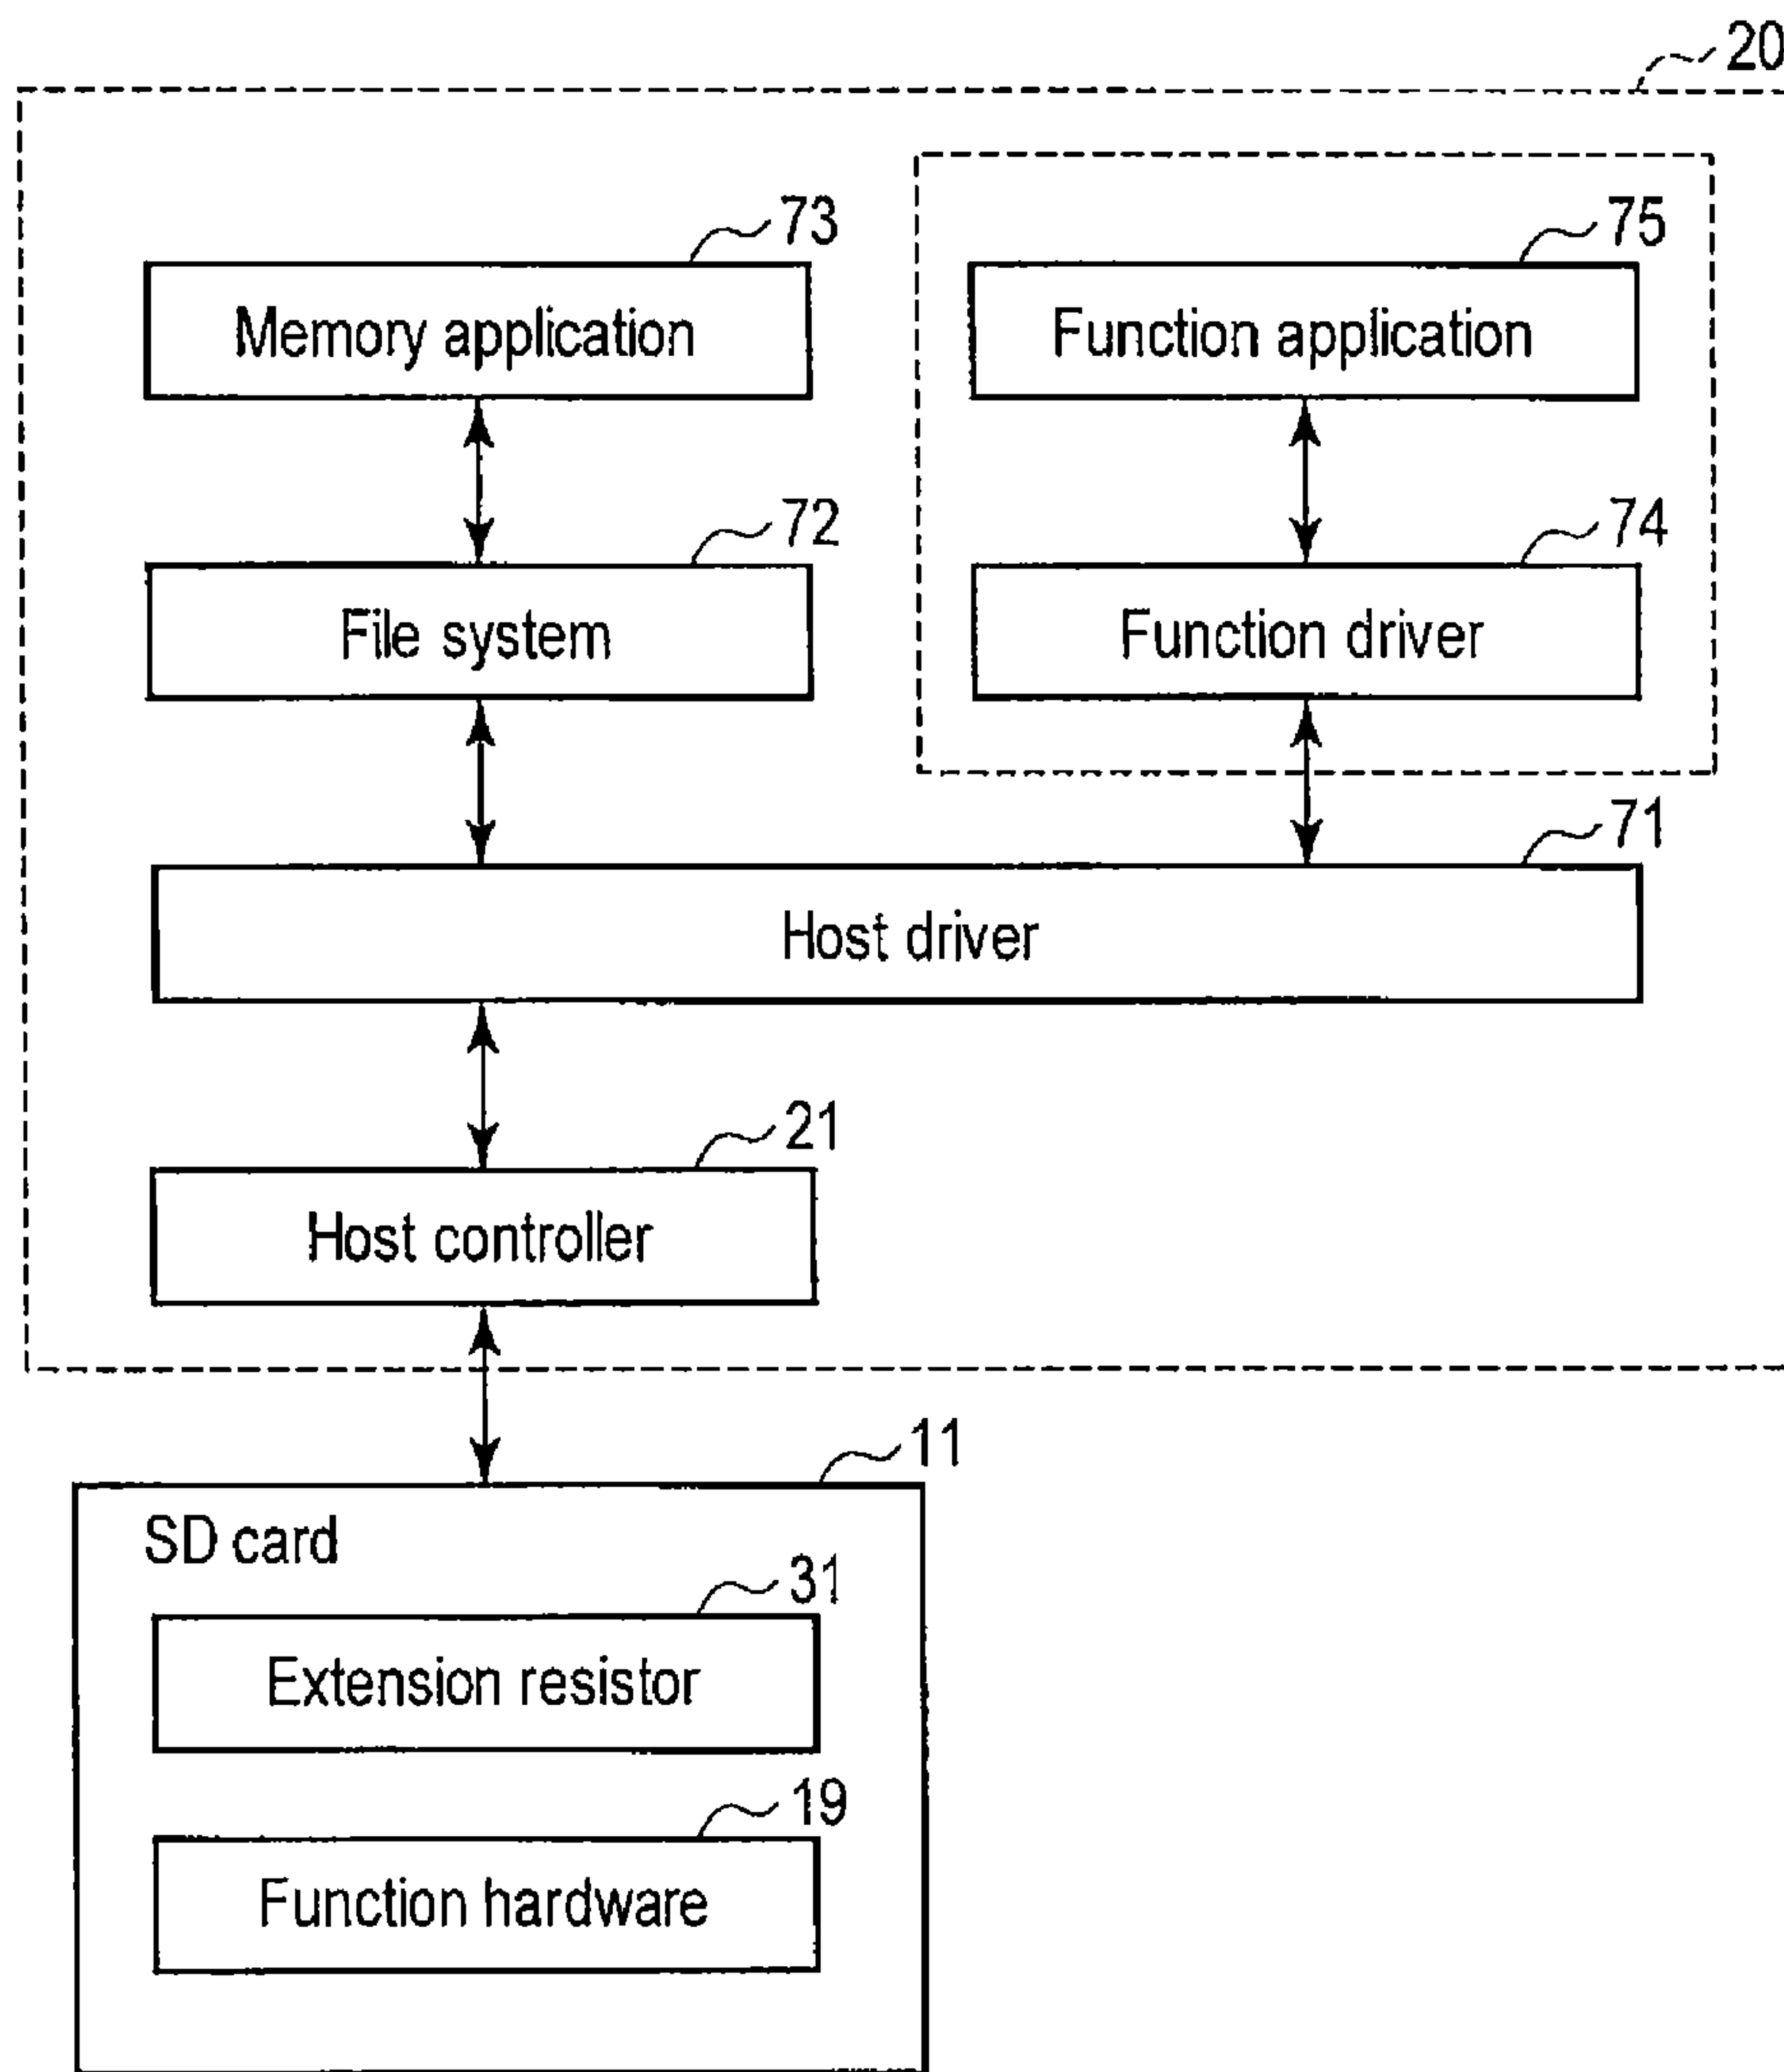 20
73
75
Memory application
Function application
72
74
File system
Function driver
71
Host driver
21
Host controller
11
SD card
31
Extension resistor
19
Function hardware